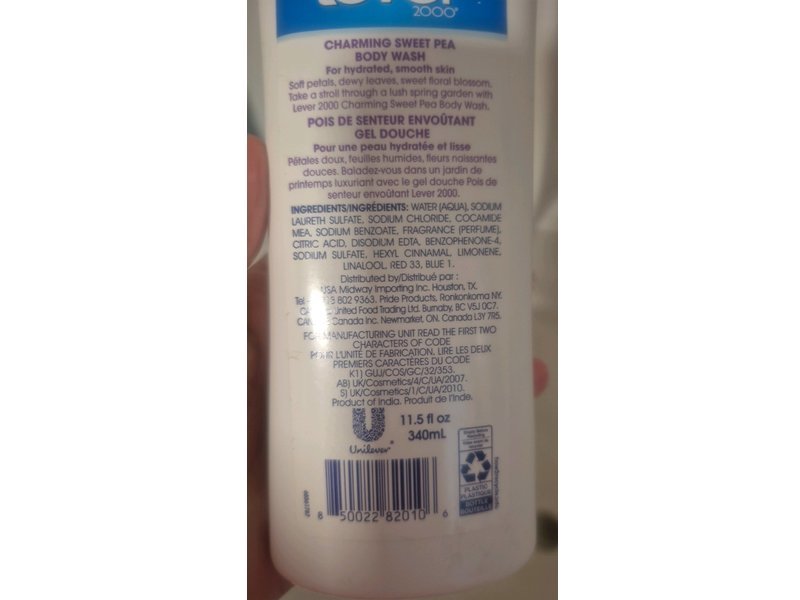 2000®
CHARMING SWEET PEA
BODY WASH
For hydrated, smooth skin
Soft petals, dewy leaves, sweet floral blossom.
Take a stroll through a lush spring garden with
Lever 2000 Charming Sweet Pea Body Wash.
POIS DE SENTEUR ENVOÛTANT
GEL DOUCHE
Pour une peau hydratée et lisse
Pétales doux, feuilles humides, fleurs naissantes
douces. Baladez-vous dans un jardin de
printemps luxuriant avec le gel douche Pois de
senteur envoûtant Lever 2000.
INGREDIENTS/INGRÉDIENTS: WATER (AQUA), SODIUM
LAURETH SULFATE, SODIUM CHLORIDE, COCAMIDE
MEA, SODIUM BENZOATE, FRAGRANCE (PERFUME),
CITRIC ACID, DISODIUM EDTA, BENZOPHENONE-4,
SODIUM SULFATE, HEXYL CINNAMAL, LIMONENE,
LINALOOL, RED 33, BLUE 1.
Distributed by/Distribué par :
USA Midway Importing Inc. Houston, TX.
Tel 802 9363. Pride Products, Ronkonkoma NY.
United Food Trading Ltd. Burnaby, BC V5J 0C7.
Canada Inc. Newmarket, ON. Canada L3Y 7R5.
FOR MANUFACTURING UNIT READ THE FIRST TWO
CHARACTERS OF CODE
POUR L'UNITÉ DE FABRICATION, LIRE LES DEUX
PREMIERS CARACTÈRES DU CODE
K1) GUJ/COS/GC/32/353.
AB) UK/Cosmetics/4/C/UA/2007.
S) UK/Cosmetics/1/C/UA/2010.
Product of India. Produit de l'Inde.
11.5 fl oz
340mL
Unilever
PLASTIC
PLASTIQUE
BOTTLE
BOUTEILLE
how2recycle.info
8 50022 82010 6